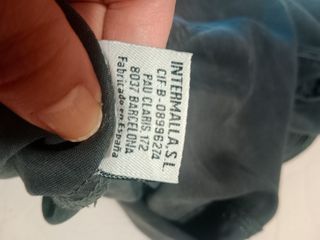 INTERMALLA, S.L.
CIF B-08996274
PAU CLARIS, 172
8037 BARCELONA
Fabricado en España